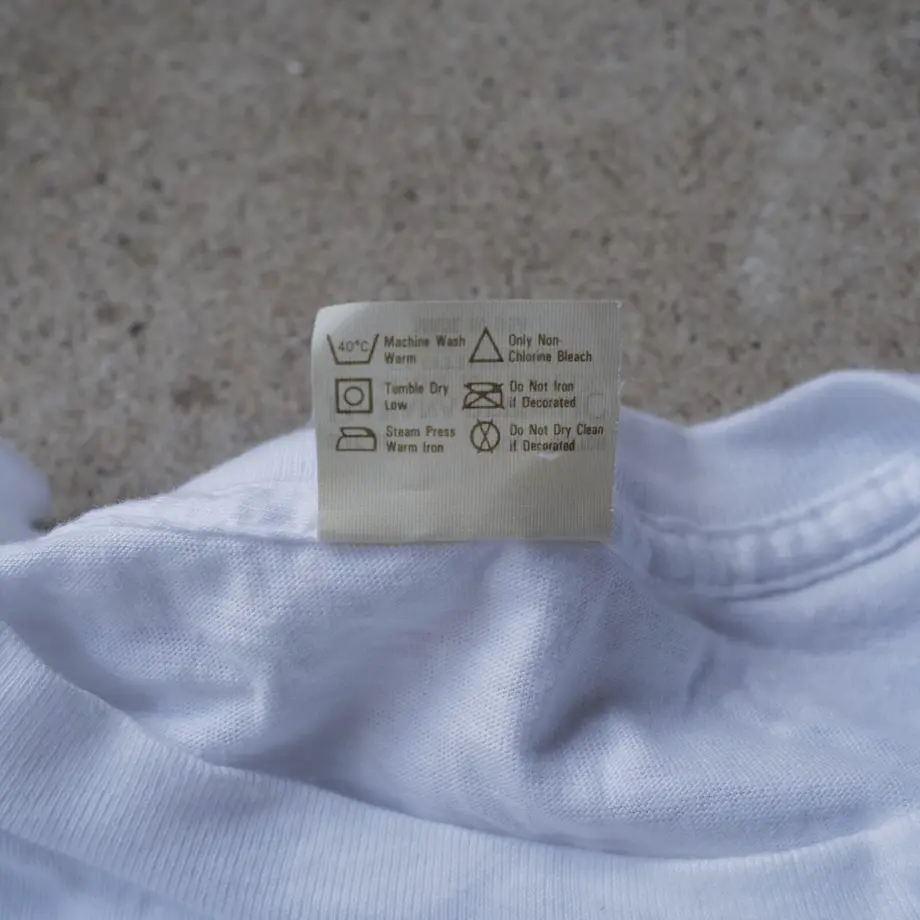 40°C Machine Wash Warm
Only Non-Chlorine Bleach
Tumble Dry Low
Do Not Iron if Decorated
Steam Press Warm Iron
Do Not Dry Clean if Decorated